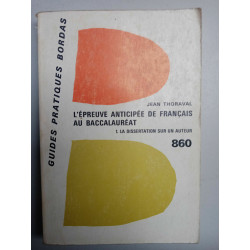 GUIDES PRATIQUES BORDAS
JEAN THORAVAL
L'ÉPREUVE ANTICIPÉE DE FRANÇAIS
AU BACCALAURÉAT
1. LA DISSERTATION SUR UN AUTEUR
860